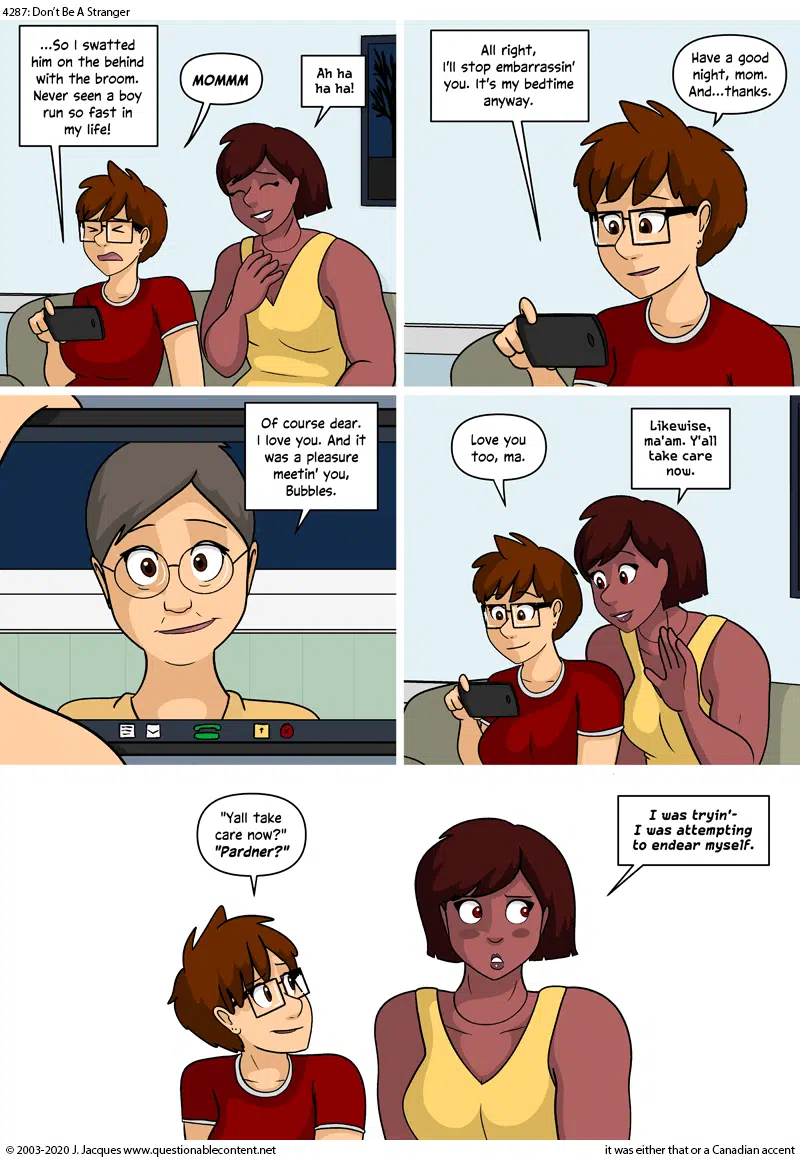 4287: Don't Be A Stranger
...So I swatted
him on the behind
with the broom.
Never seen a boy
run so fast in
my life!
MOMMM
Ah ha
ha ha!
All right,
I'll stop embarrassin'
you. It's my bedtime
anyway.
Have a good
night, mom.
And...thanks.
Of course dear.
I love you. And it
was a pleasure
meetin' you,
Bubbles.
Love you
too, ma.
Likewise,
ma'am. Y'all
take care
now.
"Yall take
care now?"
"Pardner?"
I was tryin'-
I was attempting
to endear myself.
© 2003-2020 J. Jacques www.questionablecontent.net
it was either that or a Canadian accent